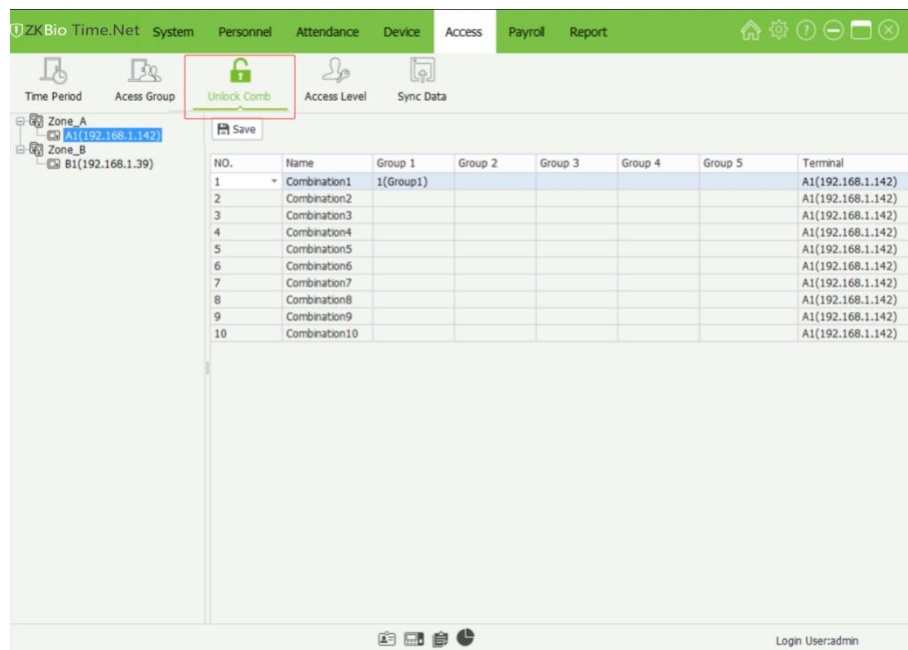 ZKBio Time.Net System Personnel Attendance Device Access Payroll Report
Time Period Acess Group Unlock Comb Access Level Sync Data
Zone_A
A1(192.168.1.142)
Zone_B
B1(192.168.1.39)
Save
NO. Name Group 1 Group 2 Group 3 Group 4 Group 5 Terminal
1 Combination1 1(Group1) A1(192.168.1.142)
2 Combination2 A1(192.168.1.142)
3 Combination3 A1(192.168.1.142)
4 Combination4 A1(192.168.1.142)
5 Combination5 A1(192.168.1.142)
6 Combination6 A1(192.168.1.142)
7 Combination7 A1(192.168.1.142)
8 Combination8 A1(192.168.1.142)
9 Combination9 A1(192.168.1.142)
10 Combination10 A1(192.168.1.142)
Login User:admin